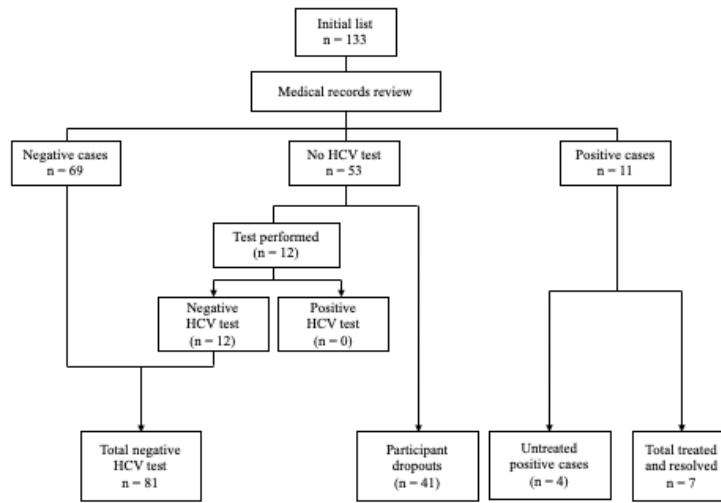 Initial list
n = 133
Medical records review
Negative cases
n = 69
No HCV test
n = 53
Positive cases
n = 11
Test performed
(n = 12)
Negative
HCV test
(n = 12)
Positive
HCV test
(n = 0)
Total negative
HCV test
n = 81
Participant
dropouts
(n = 41)
Untreated
positive cases
(n = 4)
Total treated
and resolved
n = 7